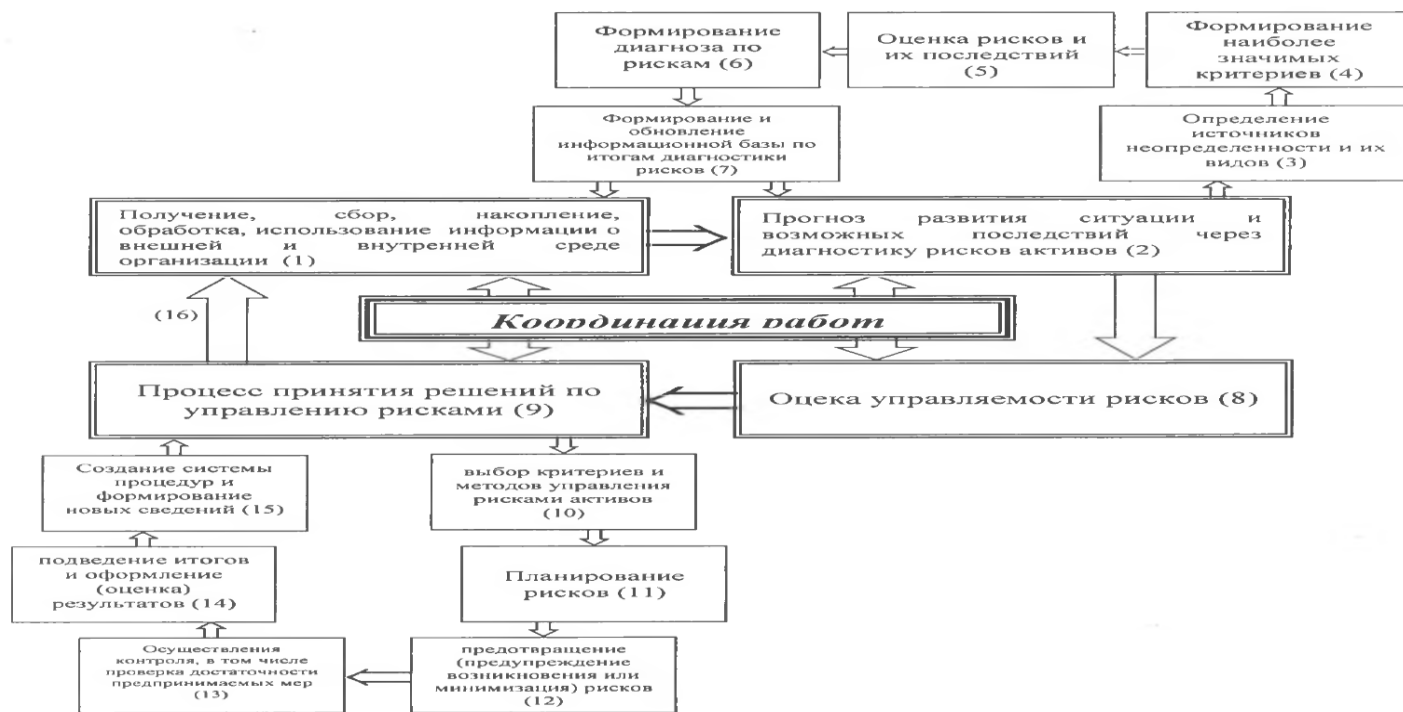 Формирование
диагноза по
рискам (6)
Оценка рисков и
их последствий
(5)
Формирование
наиболее
значимых
критериев (4)
Формирование и
обновление
информационной базы по
итогам диагностики
рисков (7)
Определение
источников
неопределенности и их
видов (3)
Получение, сбор, накопление,
обработка, использование информации о
внешней и внутренней среде
организации (1)
Прогноз развития ситуации и
возможных последствий через
диагностику рисков активов (2)
(16)
Координация работ
Процесс принятия решений по
управлению рисками (9)
Оцека управляемости рисков (8)
Создание системы
процедур и
формирование
новых сведений (15)
выбор критериев и
методов управления
рисками активов
(10)
подведение итогов
и оформление
(оценка)
результатов (14)
Планирование
рисков (11)
Осуществления
контроля, в том числе
проверка достаточности
предпринимаемых мер
(13)
предотвращение
(предупреждение
возникновения или
минимизация) рисков
(12)